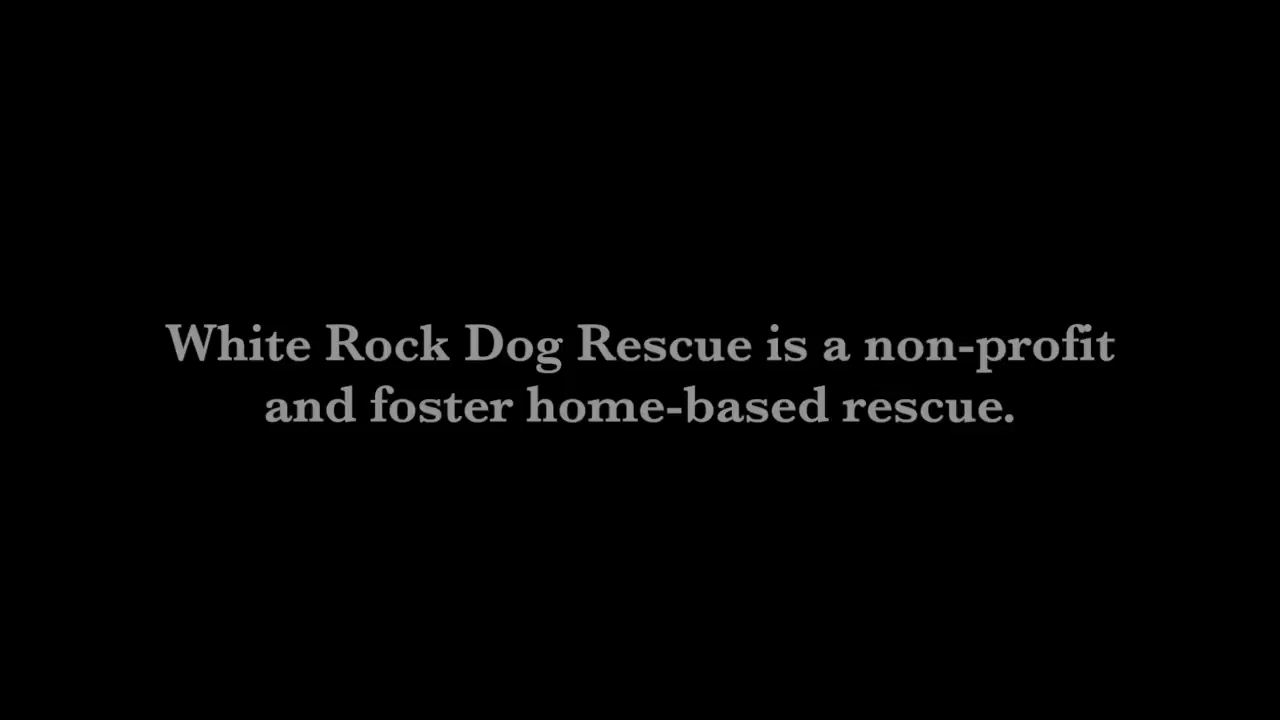 White Rock Dog Rescue is a non-profit
and foster home-based rescue.